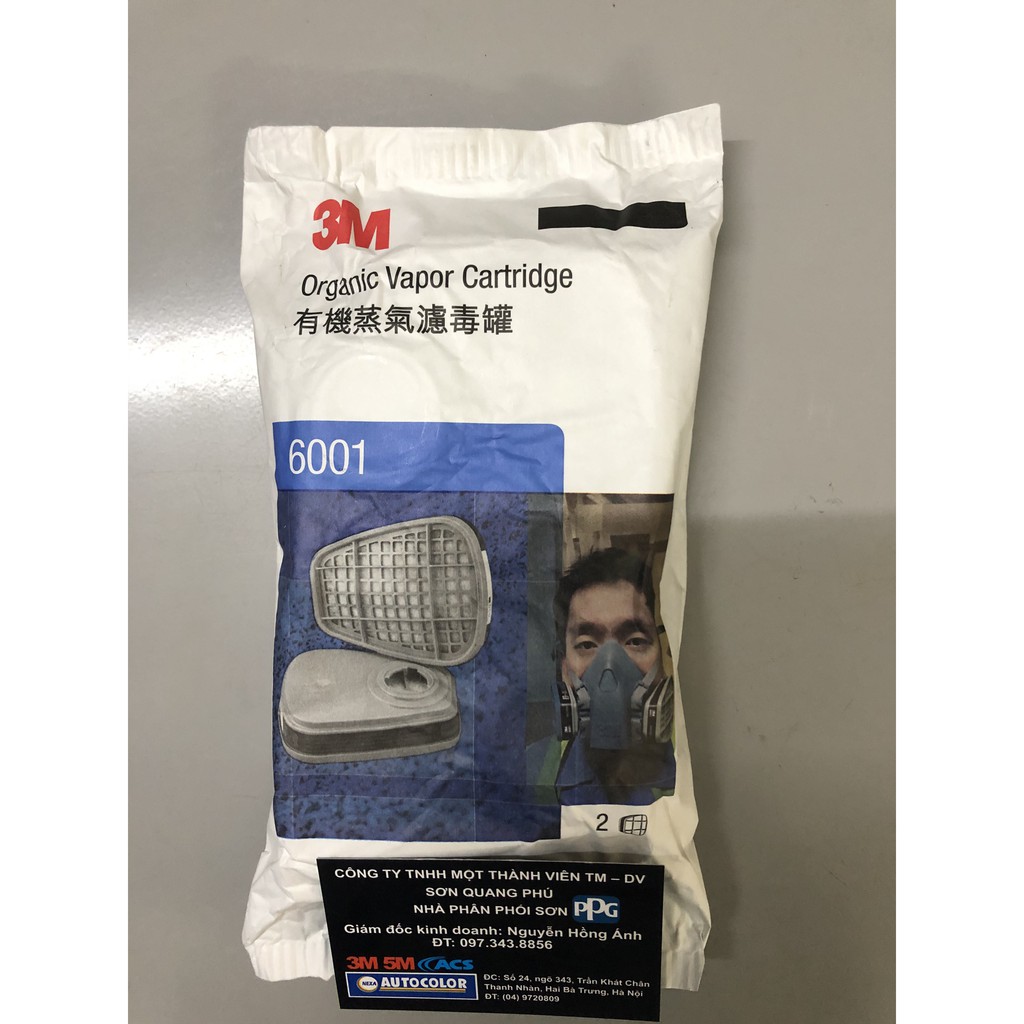 3M
Organic Vapor Cartridge
有機蒸氣濾毒罐
6001
2
CÔNG TY TNHH MỘT THÀNH VIÊN TM – DV
SƠN QUANG PHÚ
NHÀ PHÂN PHỐI SƠN PPG
Giám đốc kinh doanh: Nguyễn Hồng Ánh
ĐT: 097.343.8856
3M 5M ACS
NEXA AUTOCOLOR
ĐC: Số 24, ngõ 343, Trần Khát Chân
Thanh Nhàn, Hai Bà Trưng, Hà Nội
ĐT: (04) 9720809